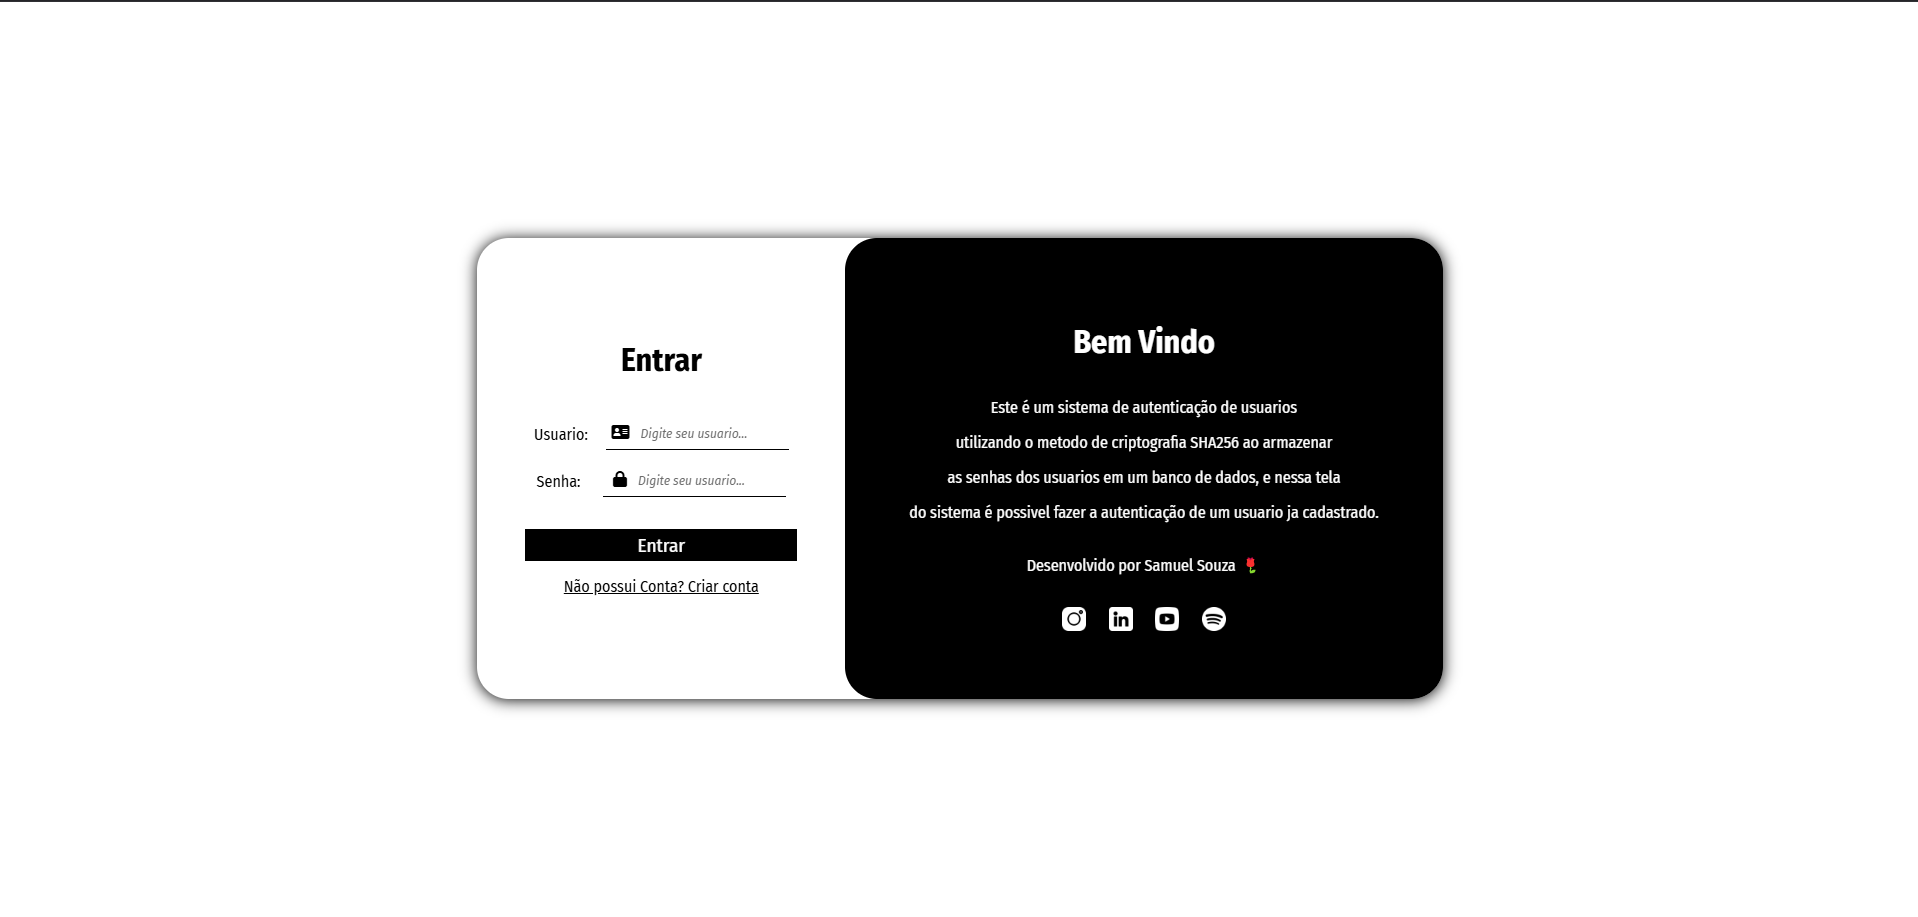 Entrar
Usuario:
Digite seu usuario...
Senha:
Digite seu usuario...
Entrar
Não possui Conta? Criar conta
Bem Vindo
Este é um sistema de autenticação de usuarios
utilizando o metodo de criptografia SHA256 ao armazenar
as senhas dos usuarios em um banco de dados, e nessa tela
do sistema é possivel fazer a autenticação de um usuario ja cadastrado.
Desenvolvido por Samuel Souza 🌹
in